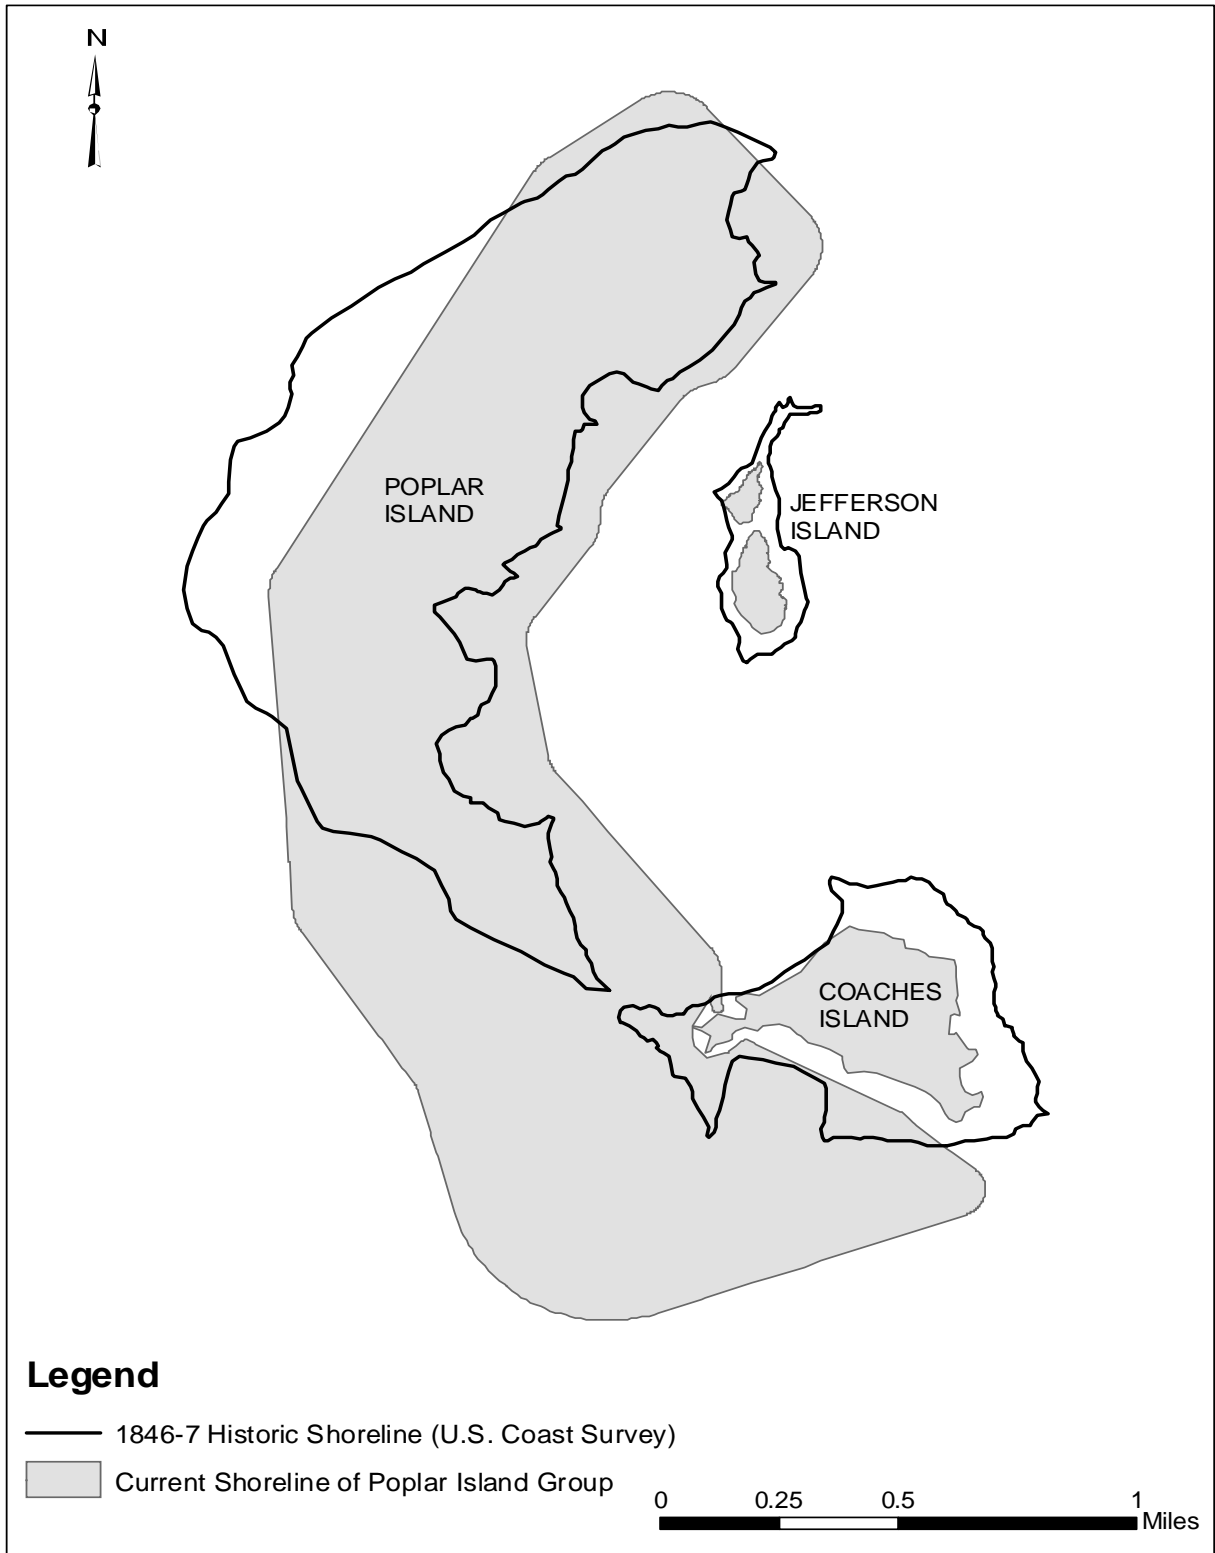 N
POPLAR
ISLAND
JEFFERSON
ISLAND
COACHES
ISLAND
Legend
1846-7 Historic Shoreline (U.S. Coast Survey)
Current Shoreline of Poplar Island Group
0 0.25 0.5 1
Miles